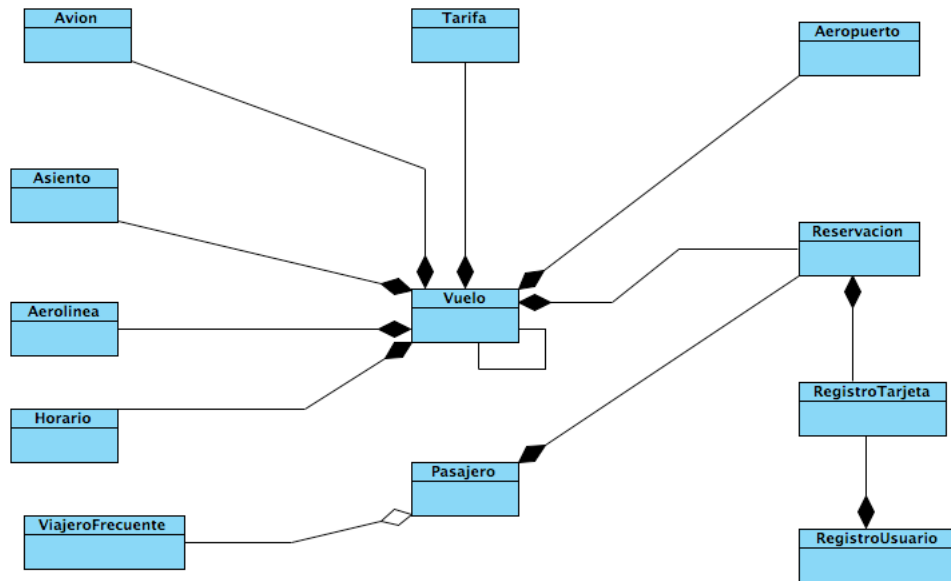 Avion
Tarifa
Aeropuerto
Asiento
Reservacion
Vuelo
Aerolinea
RegistroTarjeta
Horario
Pasajero
ViajeroFrecuente
RegistroUsuario